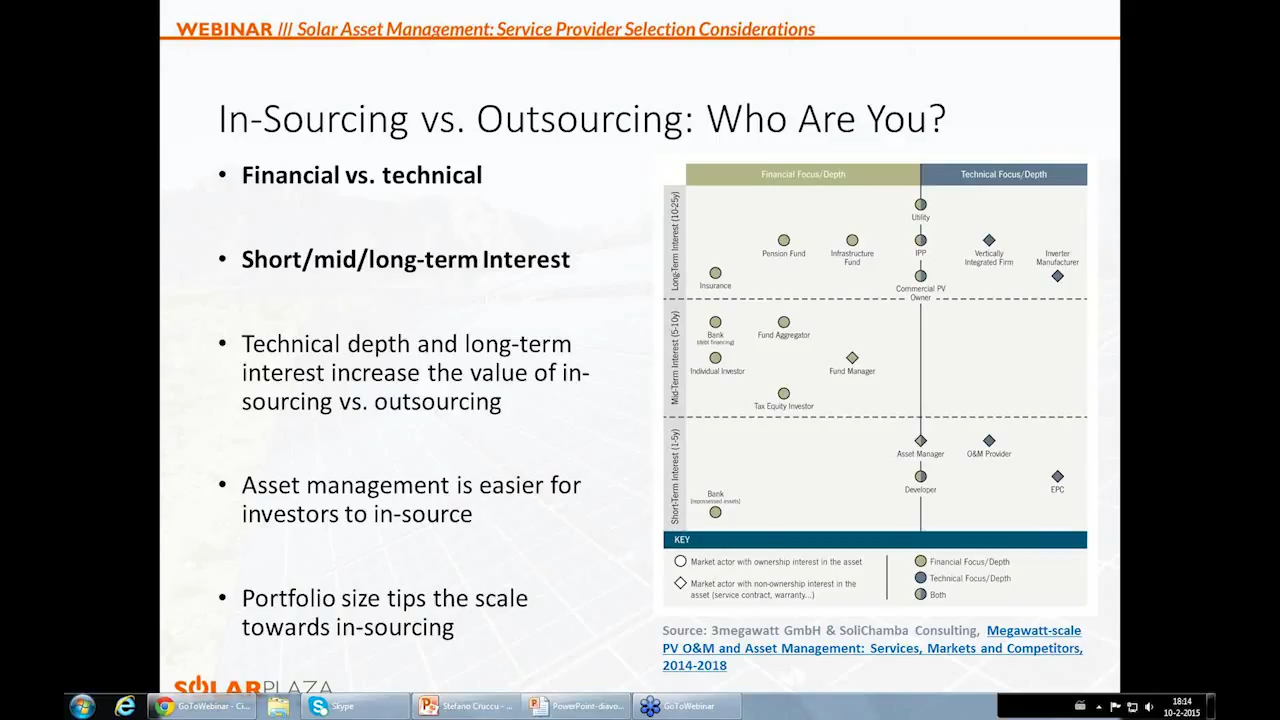 WEBINAR /// Solar Asset Management: Service Provider Selection Considerations
In-Sourcing vs. Outsourcing: Who Are You?
• Financial vs. technical
• Short/mid/long-term Interest
• Technical depth and long-term
interest increase the value of in-
sourcing vs. outsourcing
• Asset management is easier for
investors to in-source
• Portfolio size tips the scale
towards in-sourcing
Financial Focus/Depth
Technical Focus/Depth
Long-Term Interest (10-25y)
Utility
Pension Fund
Infrastructure
Fund
IPP
Vertically
Integrated Firm
Inverter
Manufacturer
Insurance
Commercial PV
Owner
Mid-Term Interest (5-10y)
Bank
(debt financing)
Fund Aggregator
Individual Investor
Fund Manager
Tax Equity Investor
Short-Term Interest (1-5y)
Asset Manager
O&M Provider
Developer
EPC
Bank
(repossessed assets)
KEY
Market actor with ownership interest in the asset
Market actor with non-ownership interest in the
asset (service contract, warranty...)
Financial Focus/Depth
Technical Focus/Depth
Both
Source: 3megawatt GmbH & SoliChamba Consulting, Megawatt-scale
PV O&M and Asset Management: Services, Markets and Competitors,
2014-2018
SOLARPLAZA
GoToWebinar - Ci...
Skype
Stefano Cruccu - ...
PowerPoint-diavo...
GoToWebinar
18:14
10-2-2015